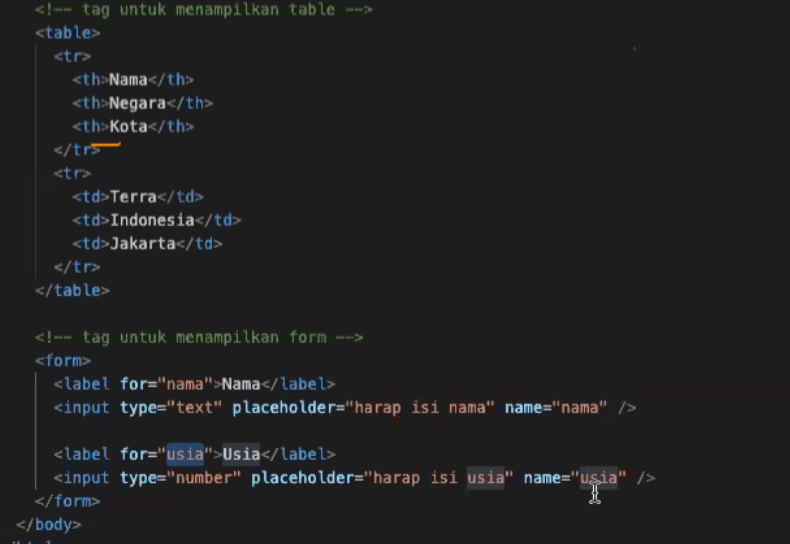 <!-- tag untuk menampilkan table -->
<table>
<tr>
<th>Nama</th>
<th>Negara</th>
<th>Kota</th>
</tr>
<tr>
<td>Terra</td>
<td>Indonesia</td>
<td>Jakarta</td>
</tr>
</table>
<!-- tag untuk menampilkan form -->
<form>
<label for="nama">Nama</label>
<input type="text" placeholder="harap isi nama" name="nama" />
<label for="usia">Usia</label>
<input type="number" placeholder="harap isi usia" name="usia" />
</form>
</body>